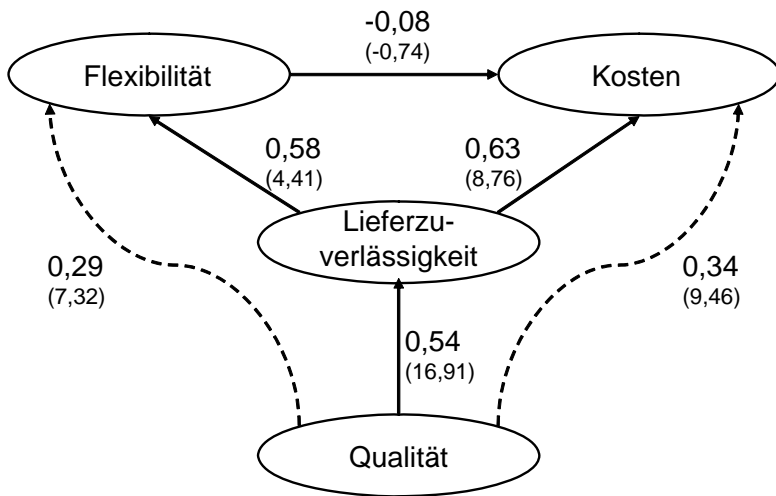 -0,08
(-0,74)
Flexibilität
Kosten
0,58
(4,41)
0,63
(8,76)
Lieferzu-
verlässigkeit
0,29
(7,32)
0,34
(9,46)
0,54
(16,91)
Qualität